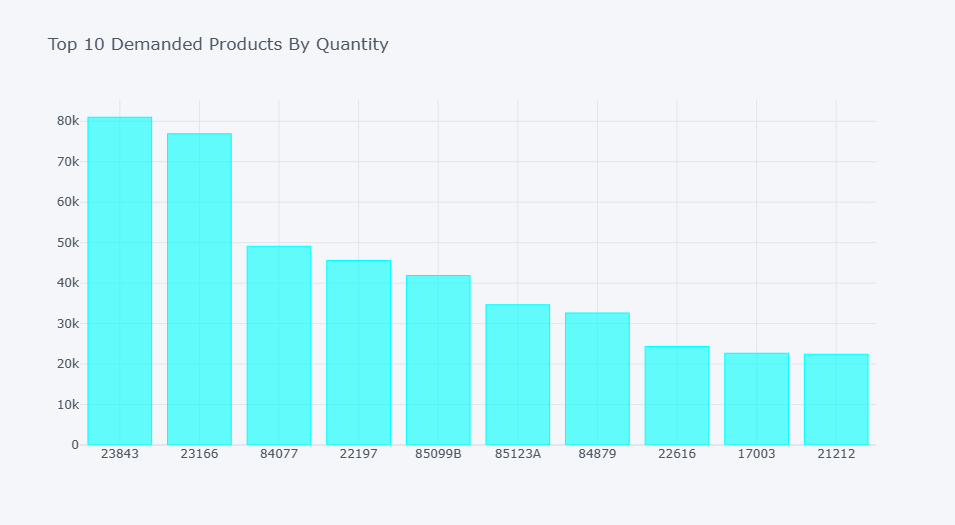 Top 10 Demanded Products By Quantity
80k
70k
60k
50k
40k
30k
20k
10k
0
23843 23166 84077 22197 85099B 85123A 84879 22616 17003 21212